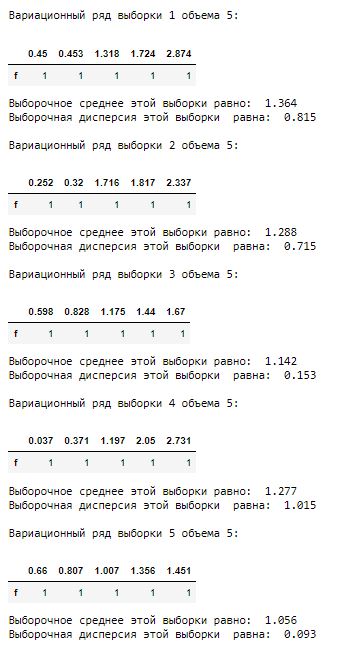 Вариационный ряд выборки 1 объема 5:
0.45 0.453 1.318 1.724 2.874
f 1 1 1 1 1
Выборочное среднее этой выборки равно: 1.364
Выборочная дисперсия этой выборки равна: 0.815
Вариационный ряд выборки 2 объема 5:
0.252 0.32 1.716 1.817 2.337
f 1 1 1 1 1
Выборочное среднее этой выборки равно: 1.288
Выборочная дисперсия этой выборки равна: 0.715
Вариационный ряд выборки 3 объема 5:
0.598 0.828 1.175 1.44 1.67
f 1 1 1 1 1
Выборочное среднее этой выборки равно: 1.142
Выборочная дисперсия этой выборки равна: 0.153
Вариационный ряд выборки 4 объема 5:
0.037 0.371 1.197 2.05 2.731
f 1 1 1 1 1
Выборочное среднее этой выборки равно: 1.277
Выборочная дисперсия этой выборки равна: 1.015
Вариационный ряд выборки 5 объема 5:
0.66 0.807 1.007 1.356 1.451
f 1 1 1 1 1
Выборочное среднее этой выборки равно: 1.056
Выборочная дисперсия этой выборки равна: 0.093